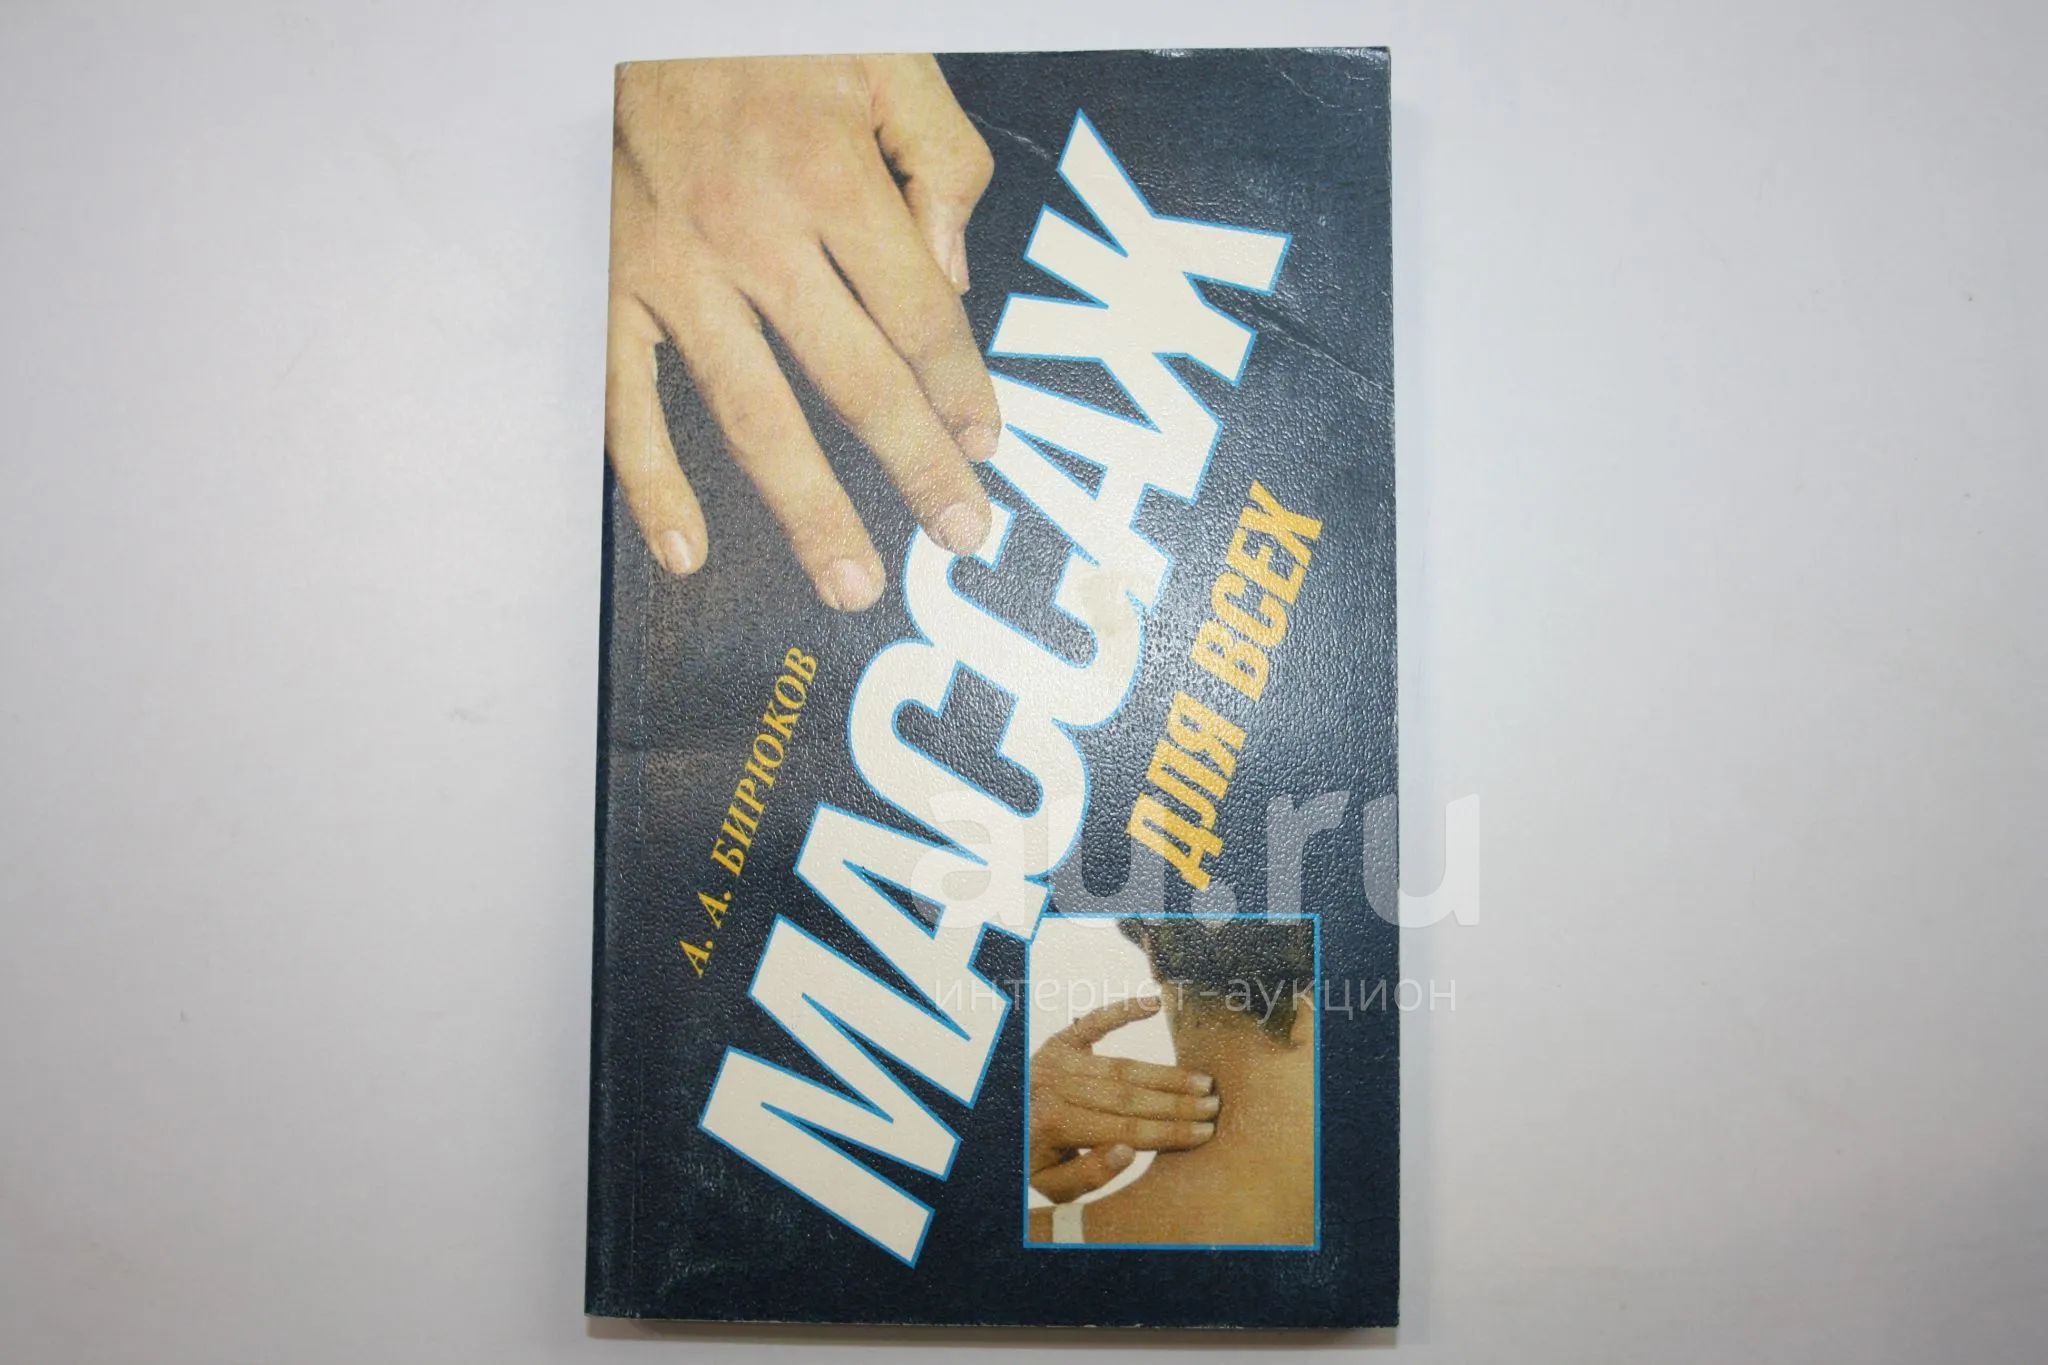 А. А. БИРЮКОВ
МАССАЖ
ДЛЯ ВСЕХ
au.ru
интернет-аукцион